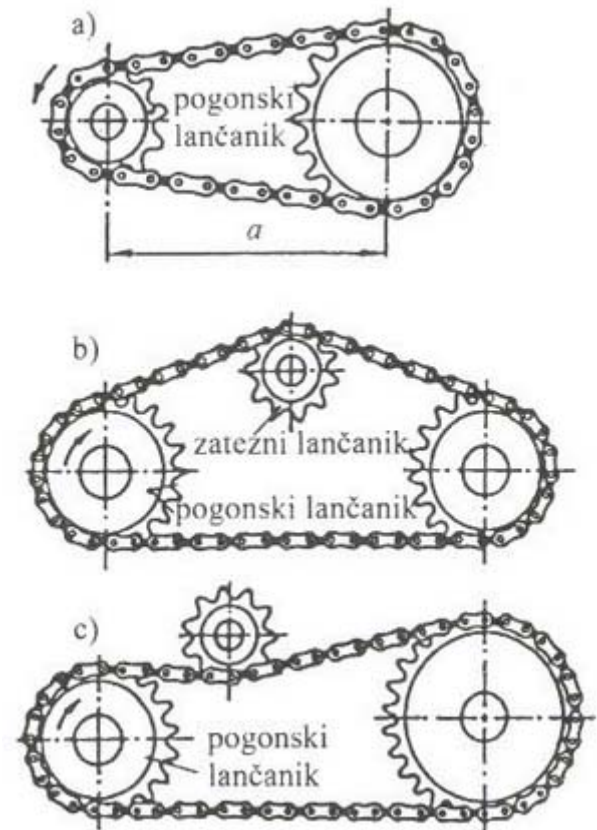 a)
pogonski
lančanik
a
b)
zatezni lančanik
pogonski lančanik
c)
pogonski
lančanik